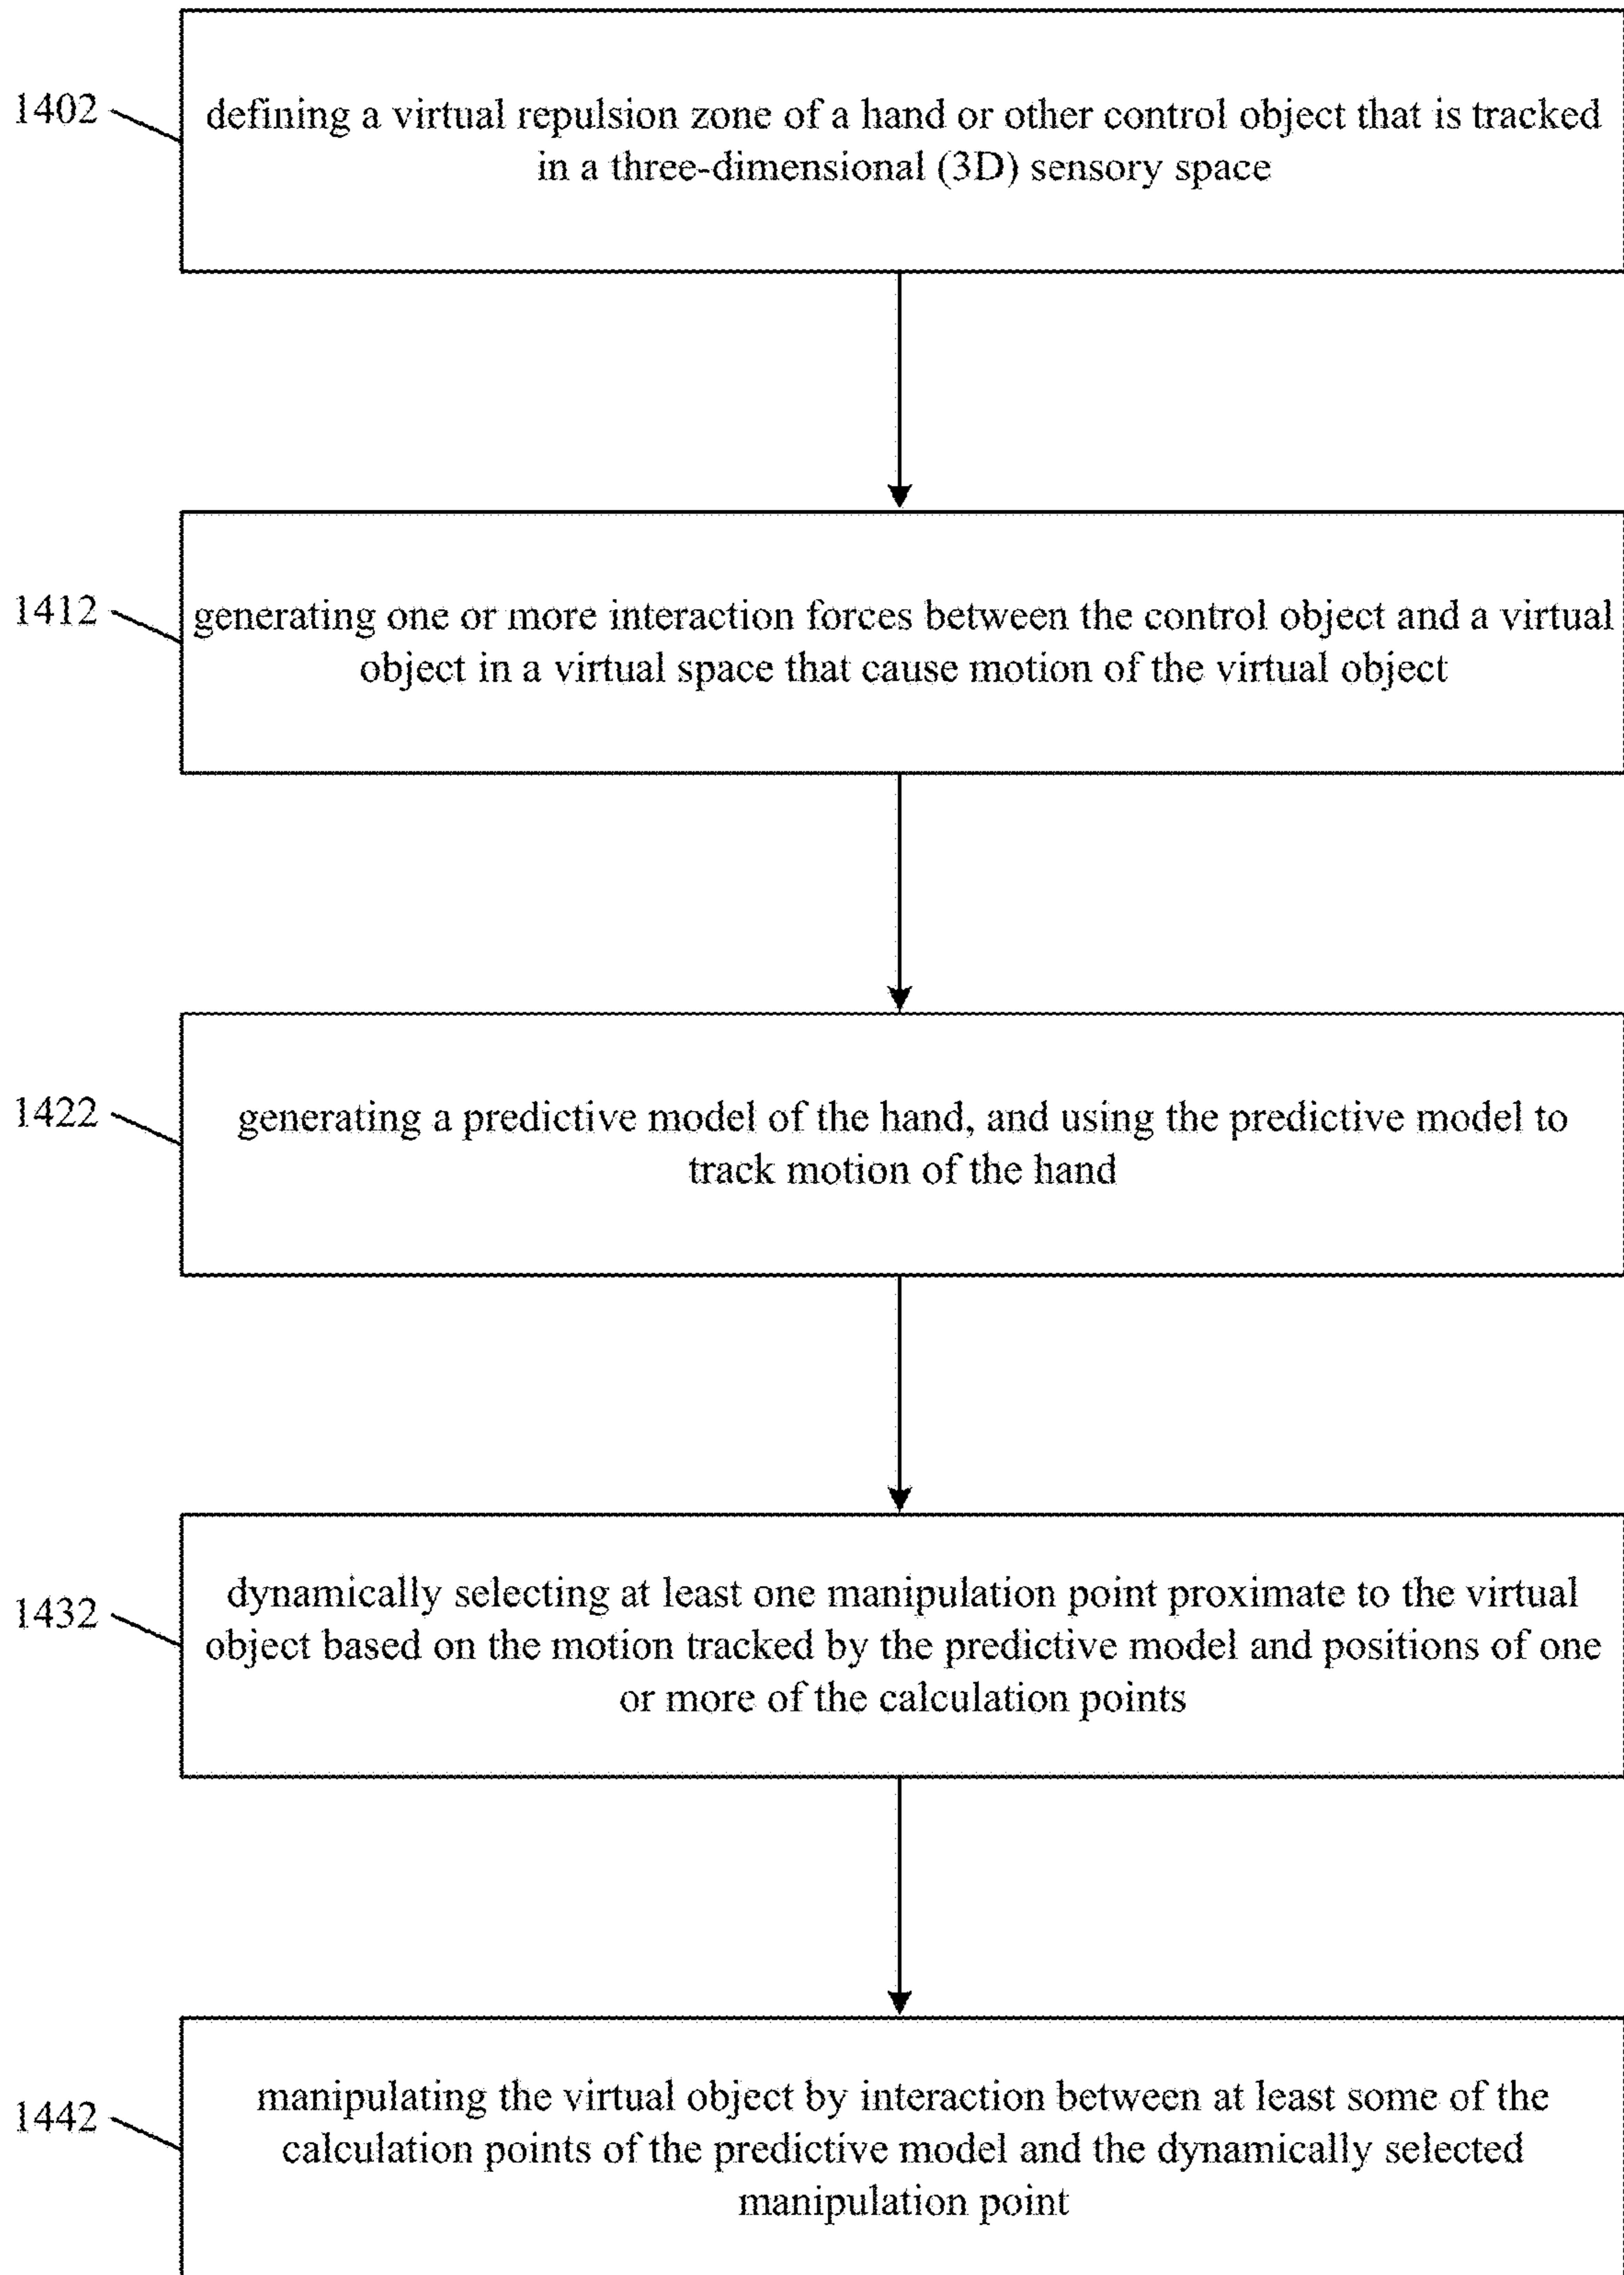 1402
defining a virtual repulsion zone of a hand or other control object that is tracked
in a three-dimensional (3D) sensory space
1412
generating one or more interaction forces between the control object and a virtual
object in a virtual space that cause motion of the virtual object
1422
generating a predictive model of the hand, and using the predictive model to
track motion of the hand
1432
dynamically selecting at least one manipulation point proximate to the virtual
object based on the motion tracked by the predictive model and positions of one
or more of the calculation points
1442
manipulating the virtual object by interaction between at least some of the
calculation points of the predictive model and the dynamically selected
manipulation point